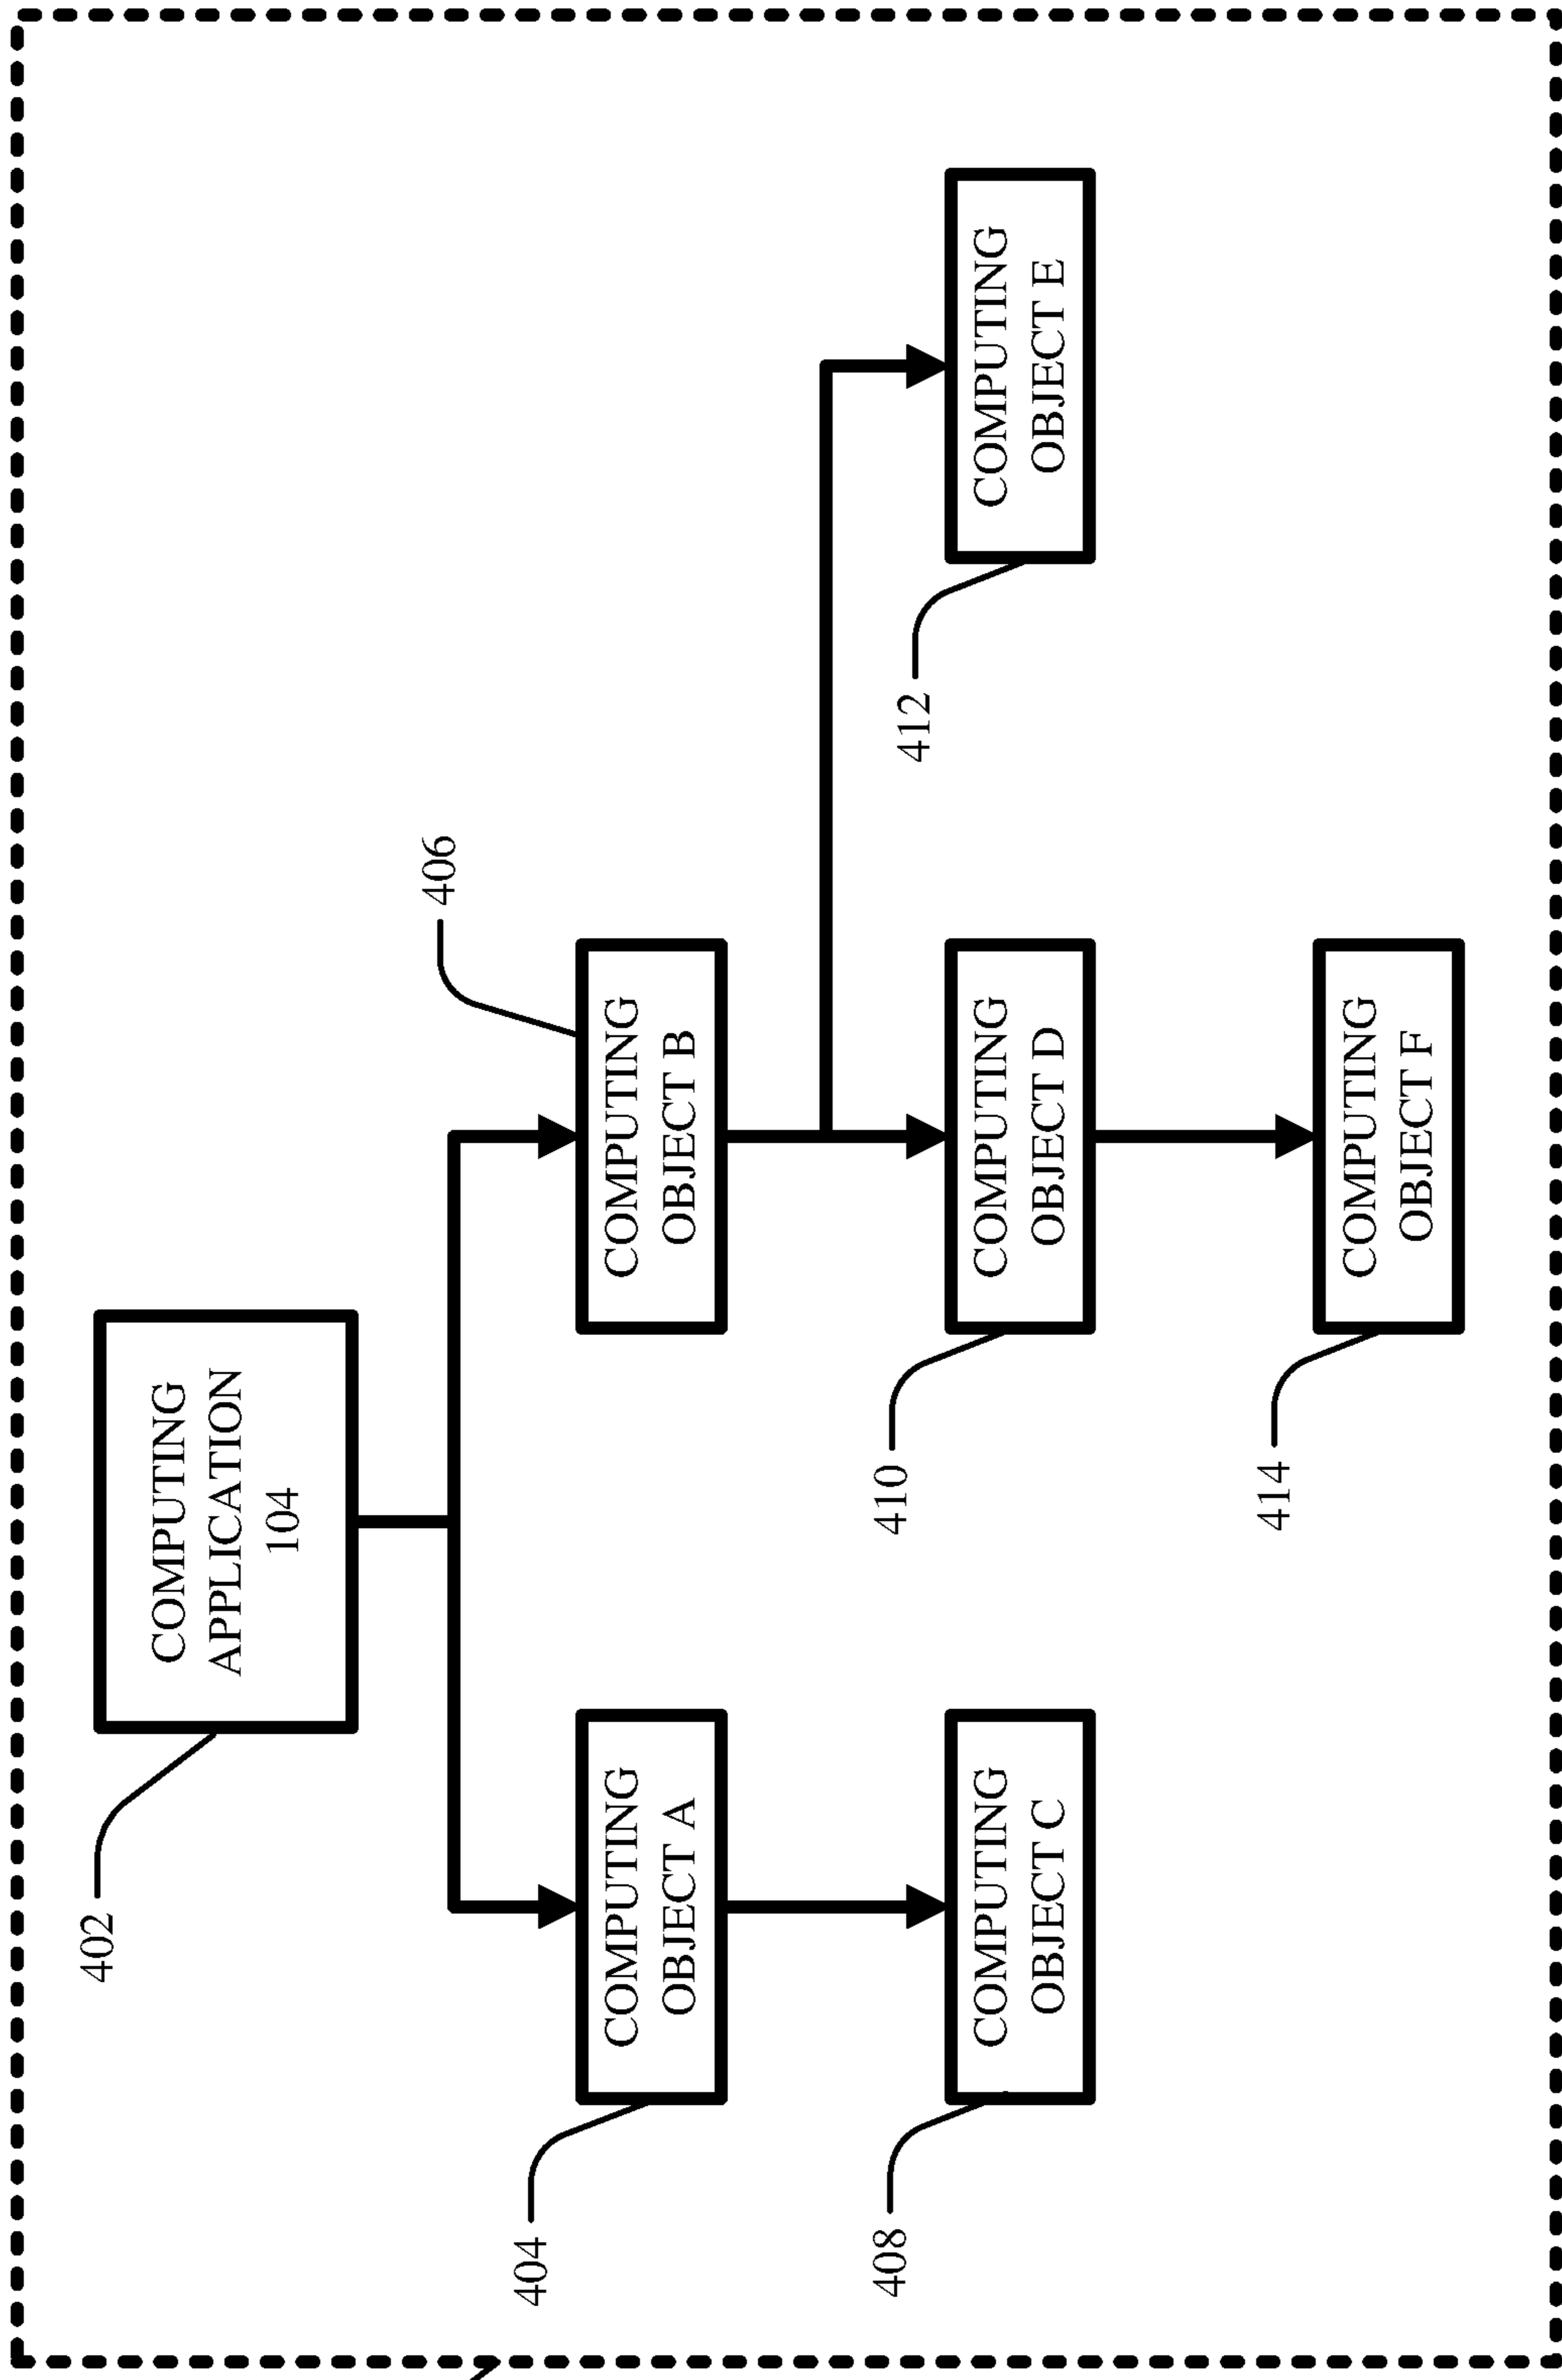 402
COMPUTING
APPLICATION
104
404
COMPUTING
OBJECT A
406
COMPUTING
OBJECT B
408
COMPUTING
OBJECT C
410
COMPUTING
OBJECT D
412
COMPUTING
OBJECT E
414
COMPUTING
OBJECT F